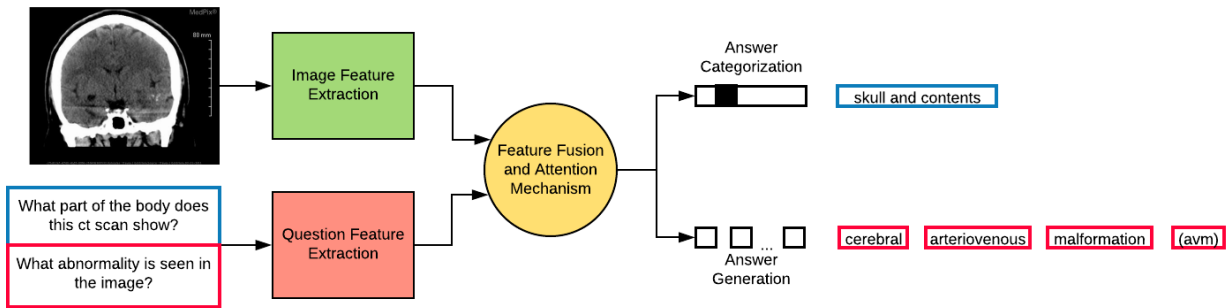 MedPix®
89 mm
Image Feature
Extraction
What part of the body does
this ct scan show?
What abnormality is seen in
the image?
Question Feature
Extraction
Feature Fusion
and Attention
Mechanism
Answer
Categorization
skull and contents
...
Answer
Generation
cerebral arteriovenous malformation (avm)